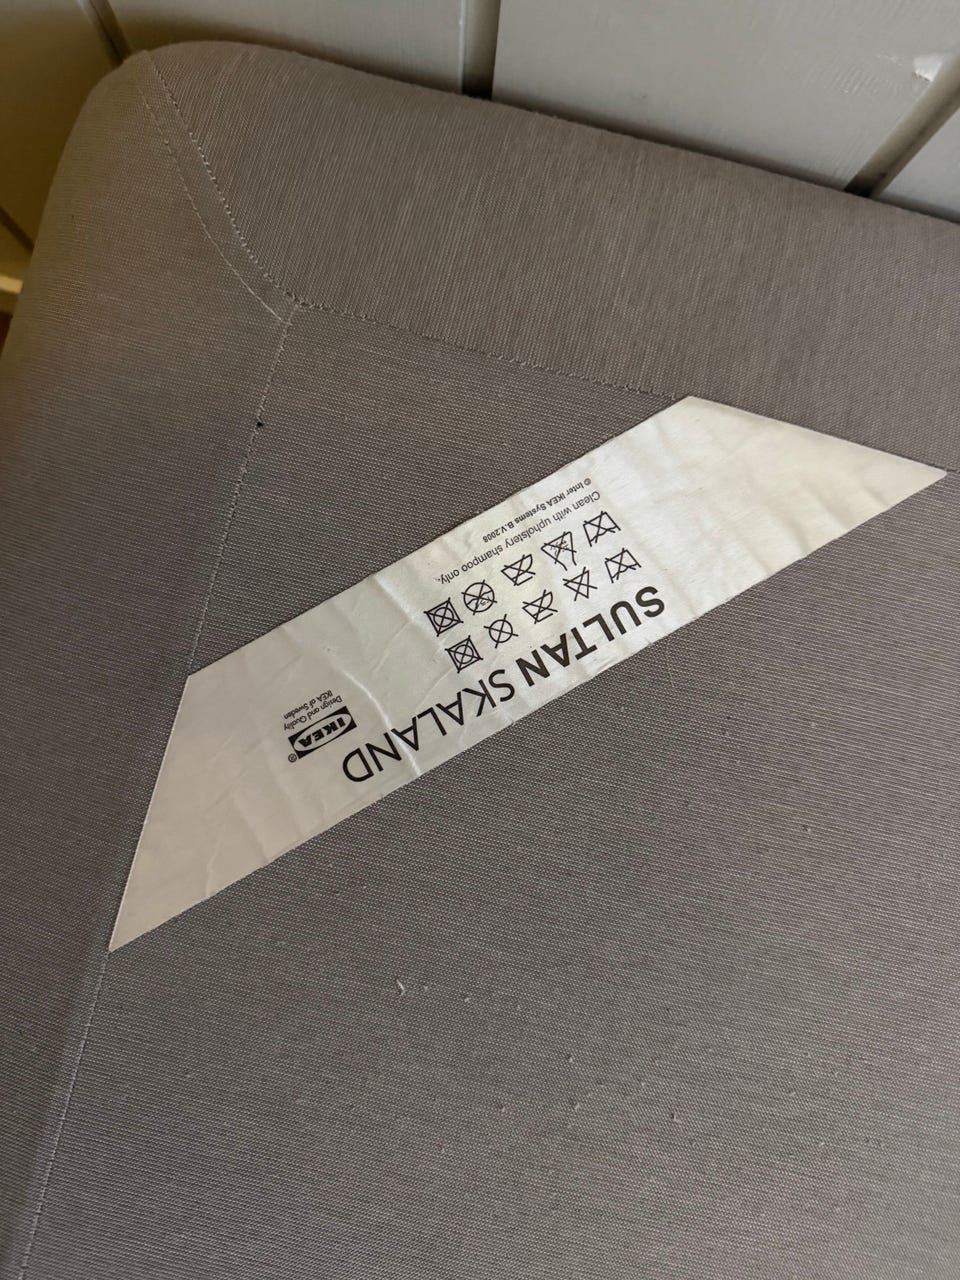 SULTAN SKALAND
Clean with upholstery shampoo only.
© Inter IKEA Systems B.V.2008
IKEA®
Design and Quality
IKEA of Sweden